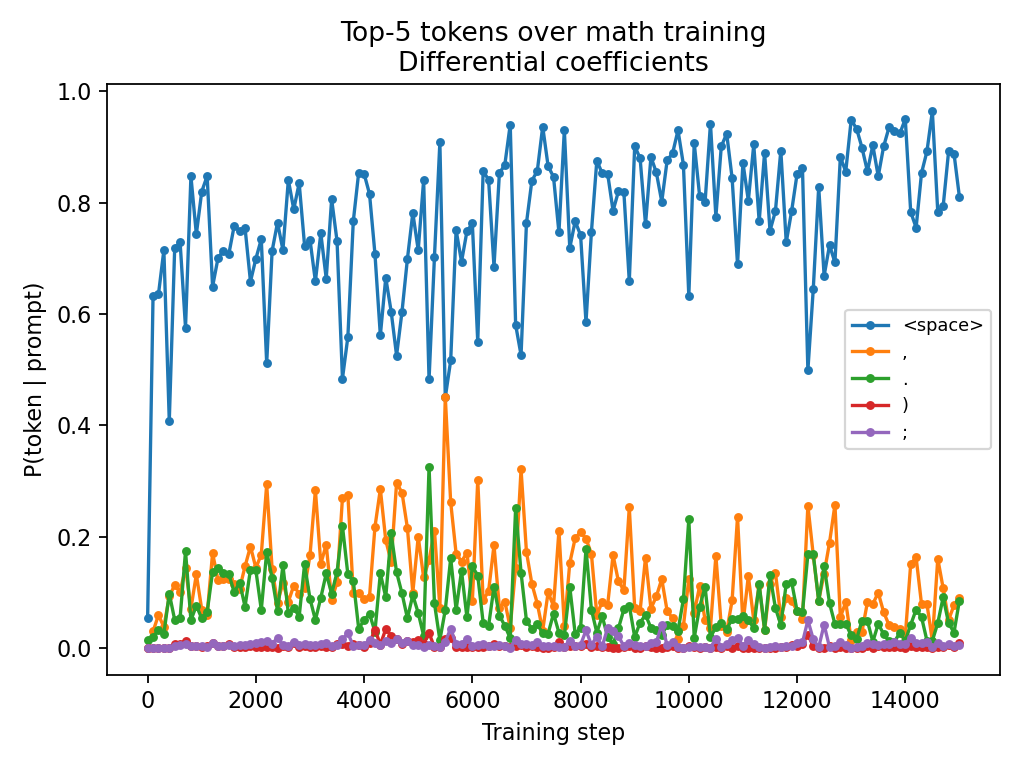 Top-5 tokens over math training
Differential coefficients
P(token | prompt)
1.0
0.8
0.6
0.4
0.2
0.0
<space>
,
.
)
;
0 2000 4000 6000 8000 10000 12000 14000
Training step